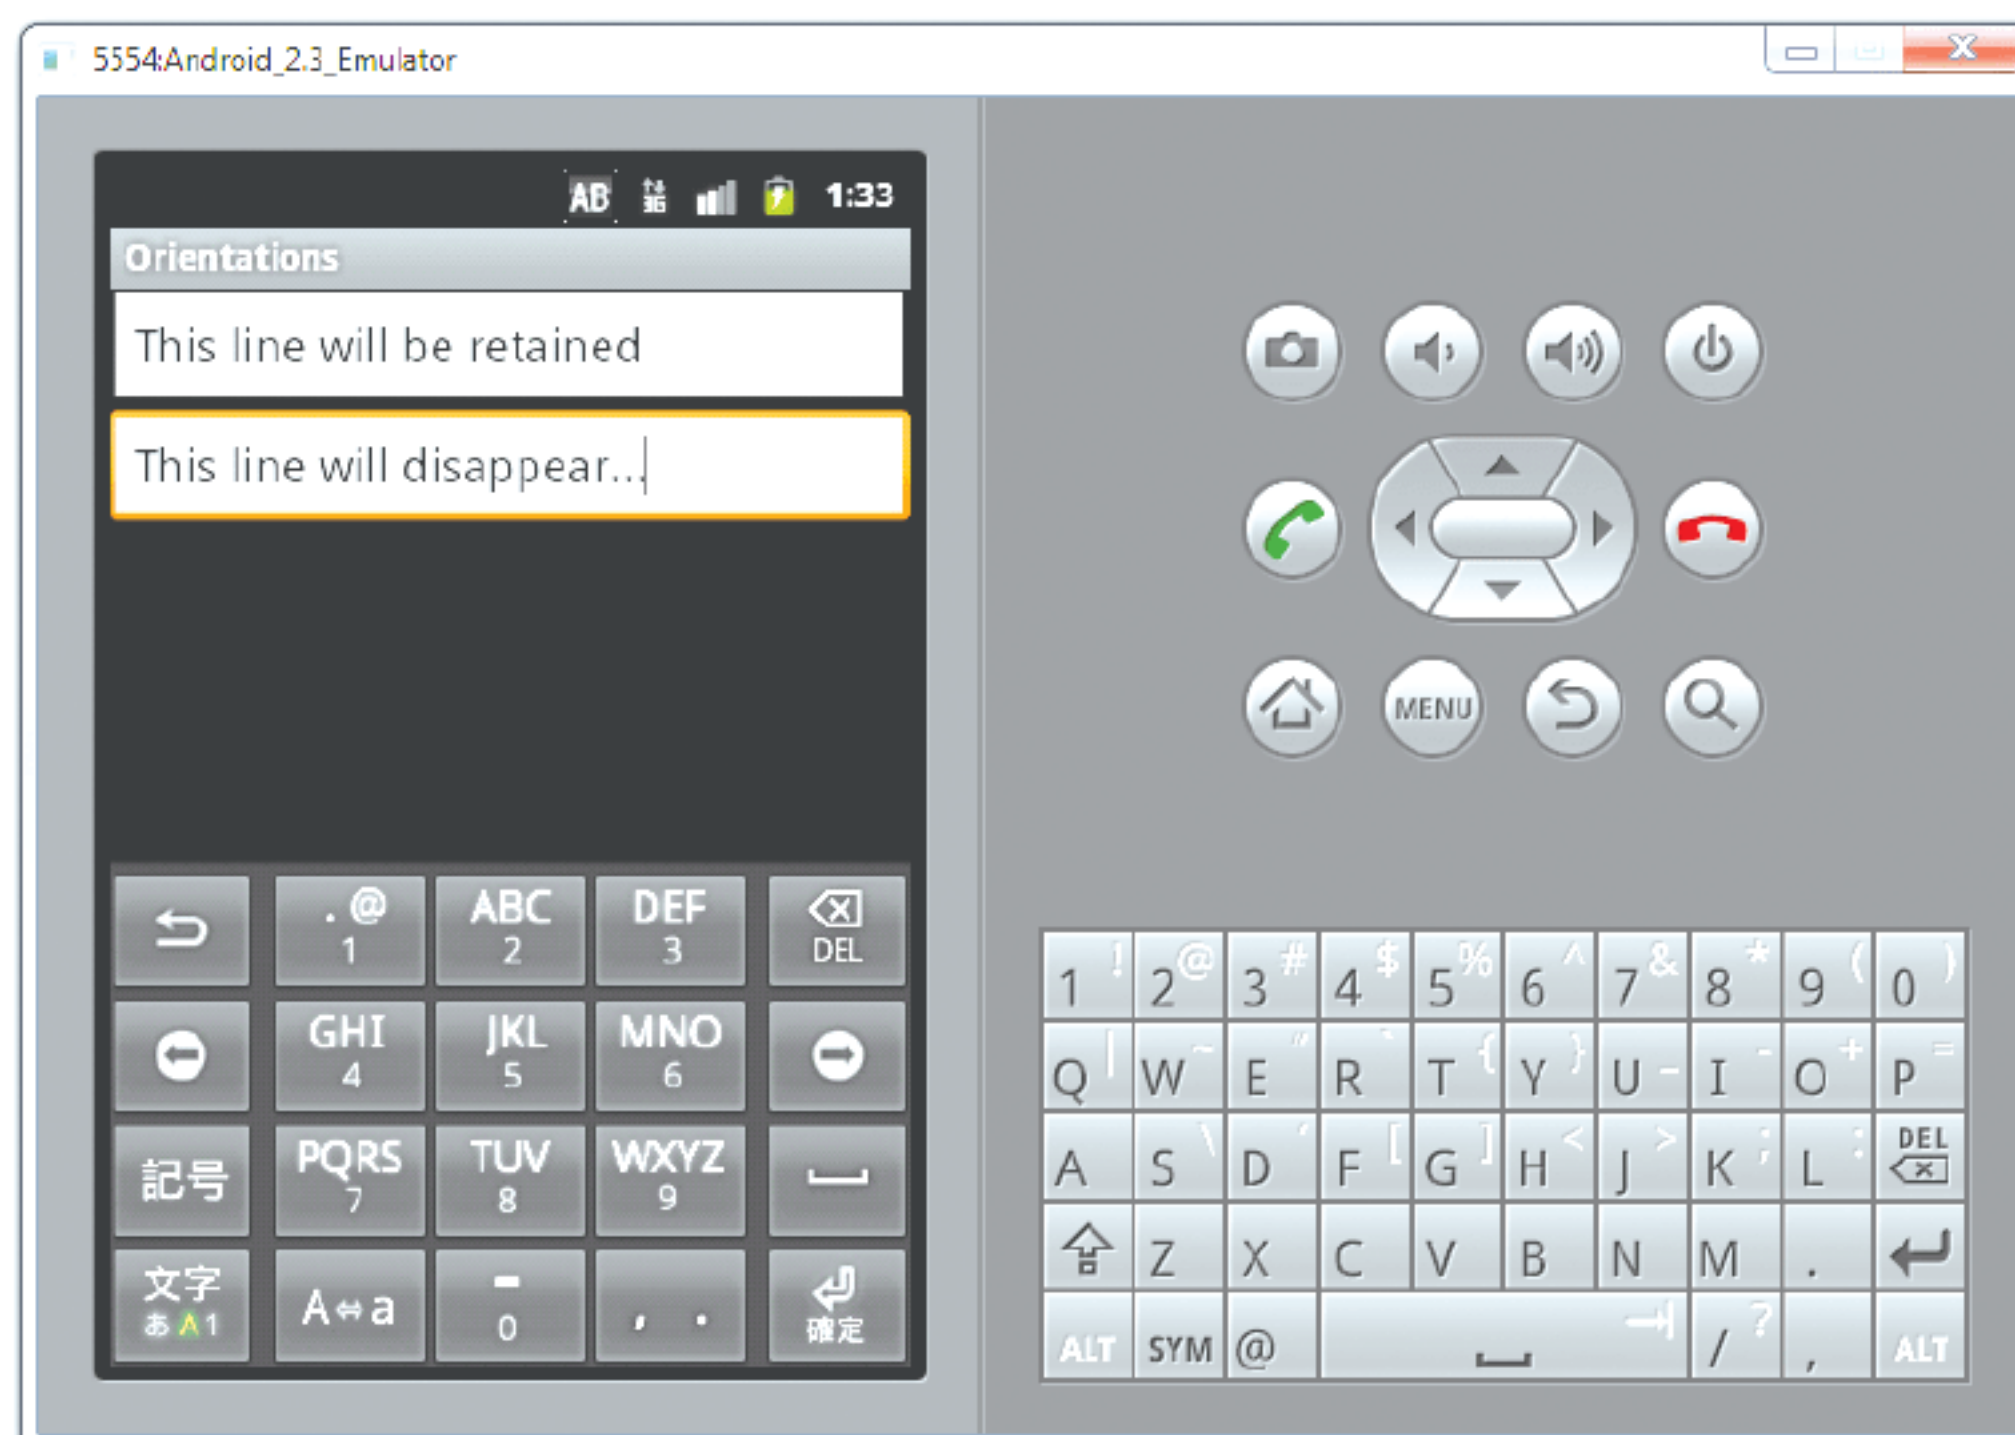 5554:Android_2.3_Emulator
AB 3G 1:33
Orientations
This line will be retained
This line will disappear...
. @ ABC DEF
1 2 3 DEL
GHI JKL MNO
4 5 6
記号 PQRS TUV WXYZ
7 8 9
文字 A⇔a - , . 
あA1 0 確定
MENU
1 ! 2 @ 3 # 4 $ 5 % 6 ^ 7 & 8 * 9 ( 0 )
Q | W ~ E " R ` T { Y } U _ I - O + P =
A S \ D ' F [ G ] H < J > K ; L : DEL
Z X C V B N M .
ALT SYM @ / ? , ALT